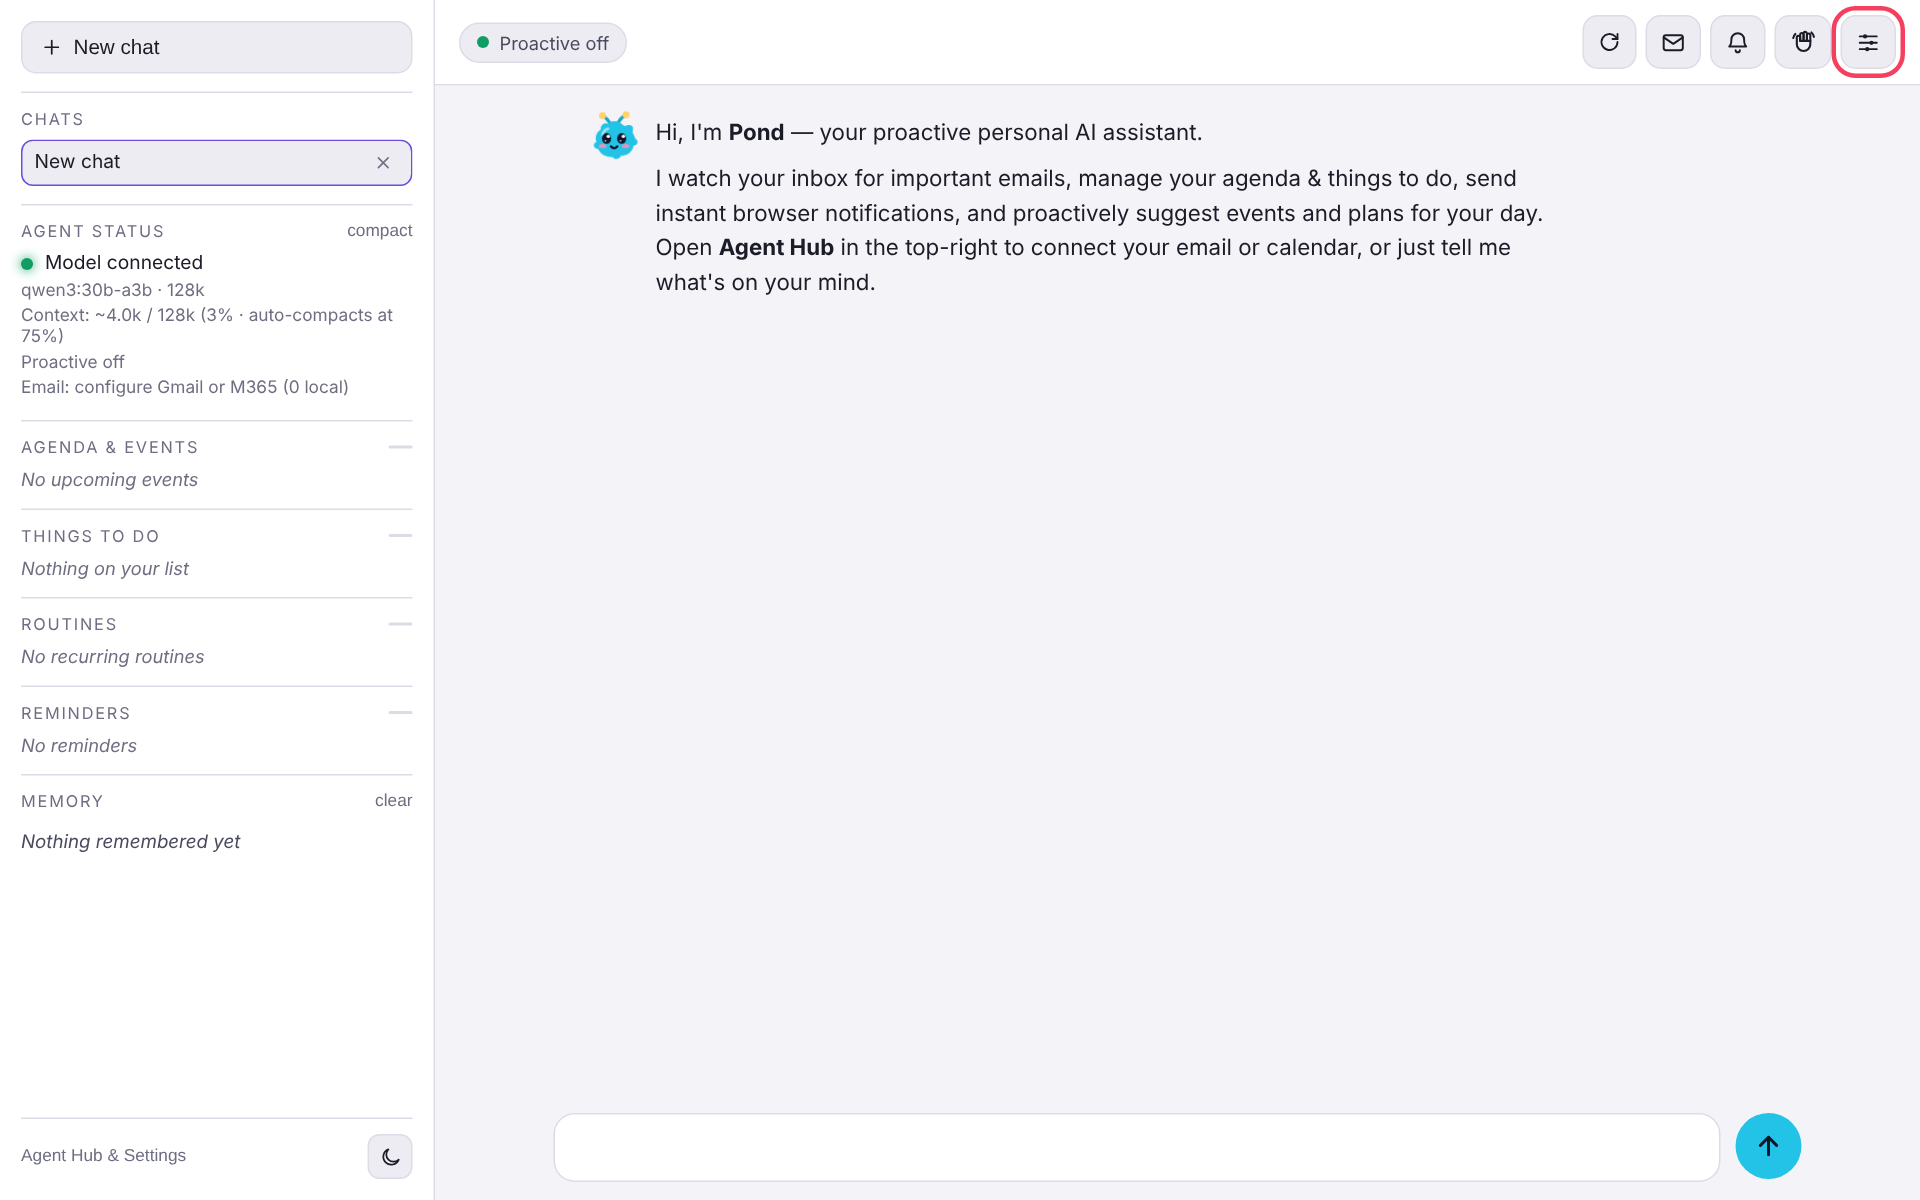 New chat
CHATS
New chat
AGENT STATUS compact
Model connected
qwen3:30b-a3b · 128k
Context: ~4.0k / 128k (3% · auto-compacts at
75%)
Proactive off
Email: configure Gmail or M365 (0 local)
AGENDA & EVENTS
No upcoming events
THINGS TO DO
Nothing on your list
ROUTINES
No recurring routines
REMINDERS
No reminders
MEMORY clear
Nothing remembered yet
Agent Hub & Settings
Proactive off
Hi, I'm Pond — your proactive personal AI assistant.
I watch your inbox for important emails, manage your agenda & things to do, send
instant browser notifications, and proactively suggest events and plans for your day.
Open Agent Hub in the top-right to connect your email or calendar, or just tell me
what's on your mind.